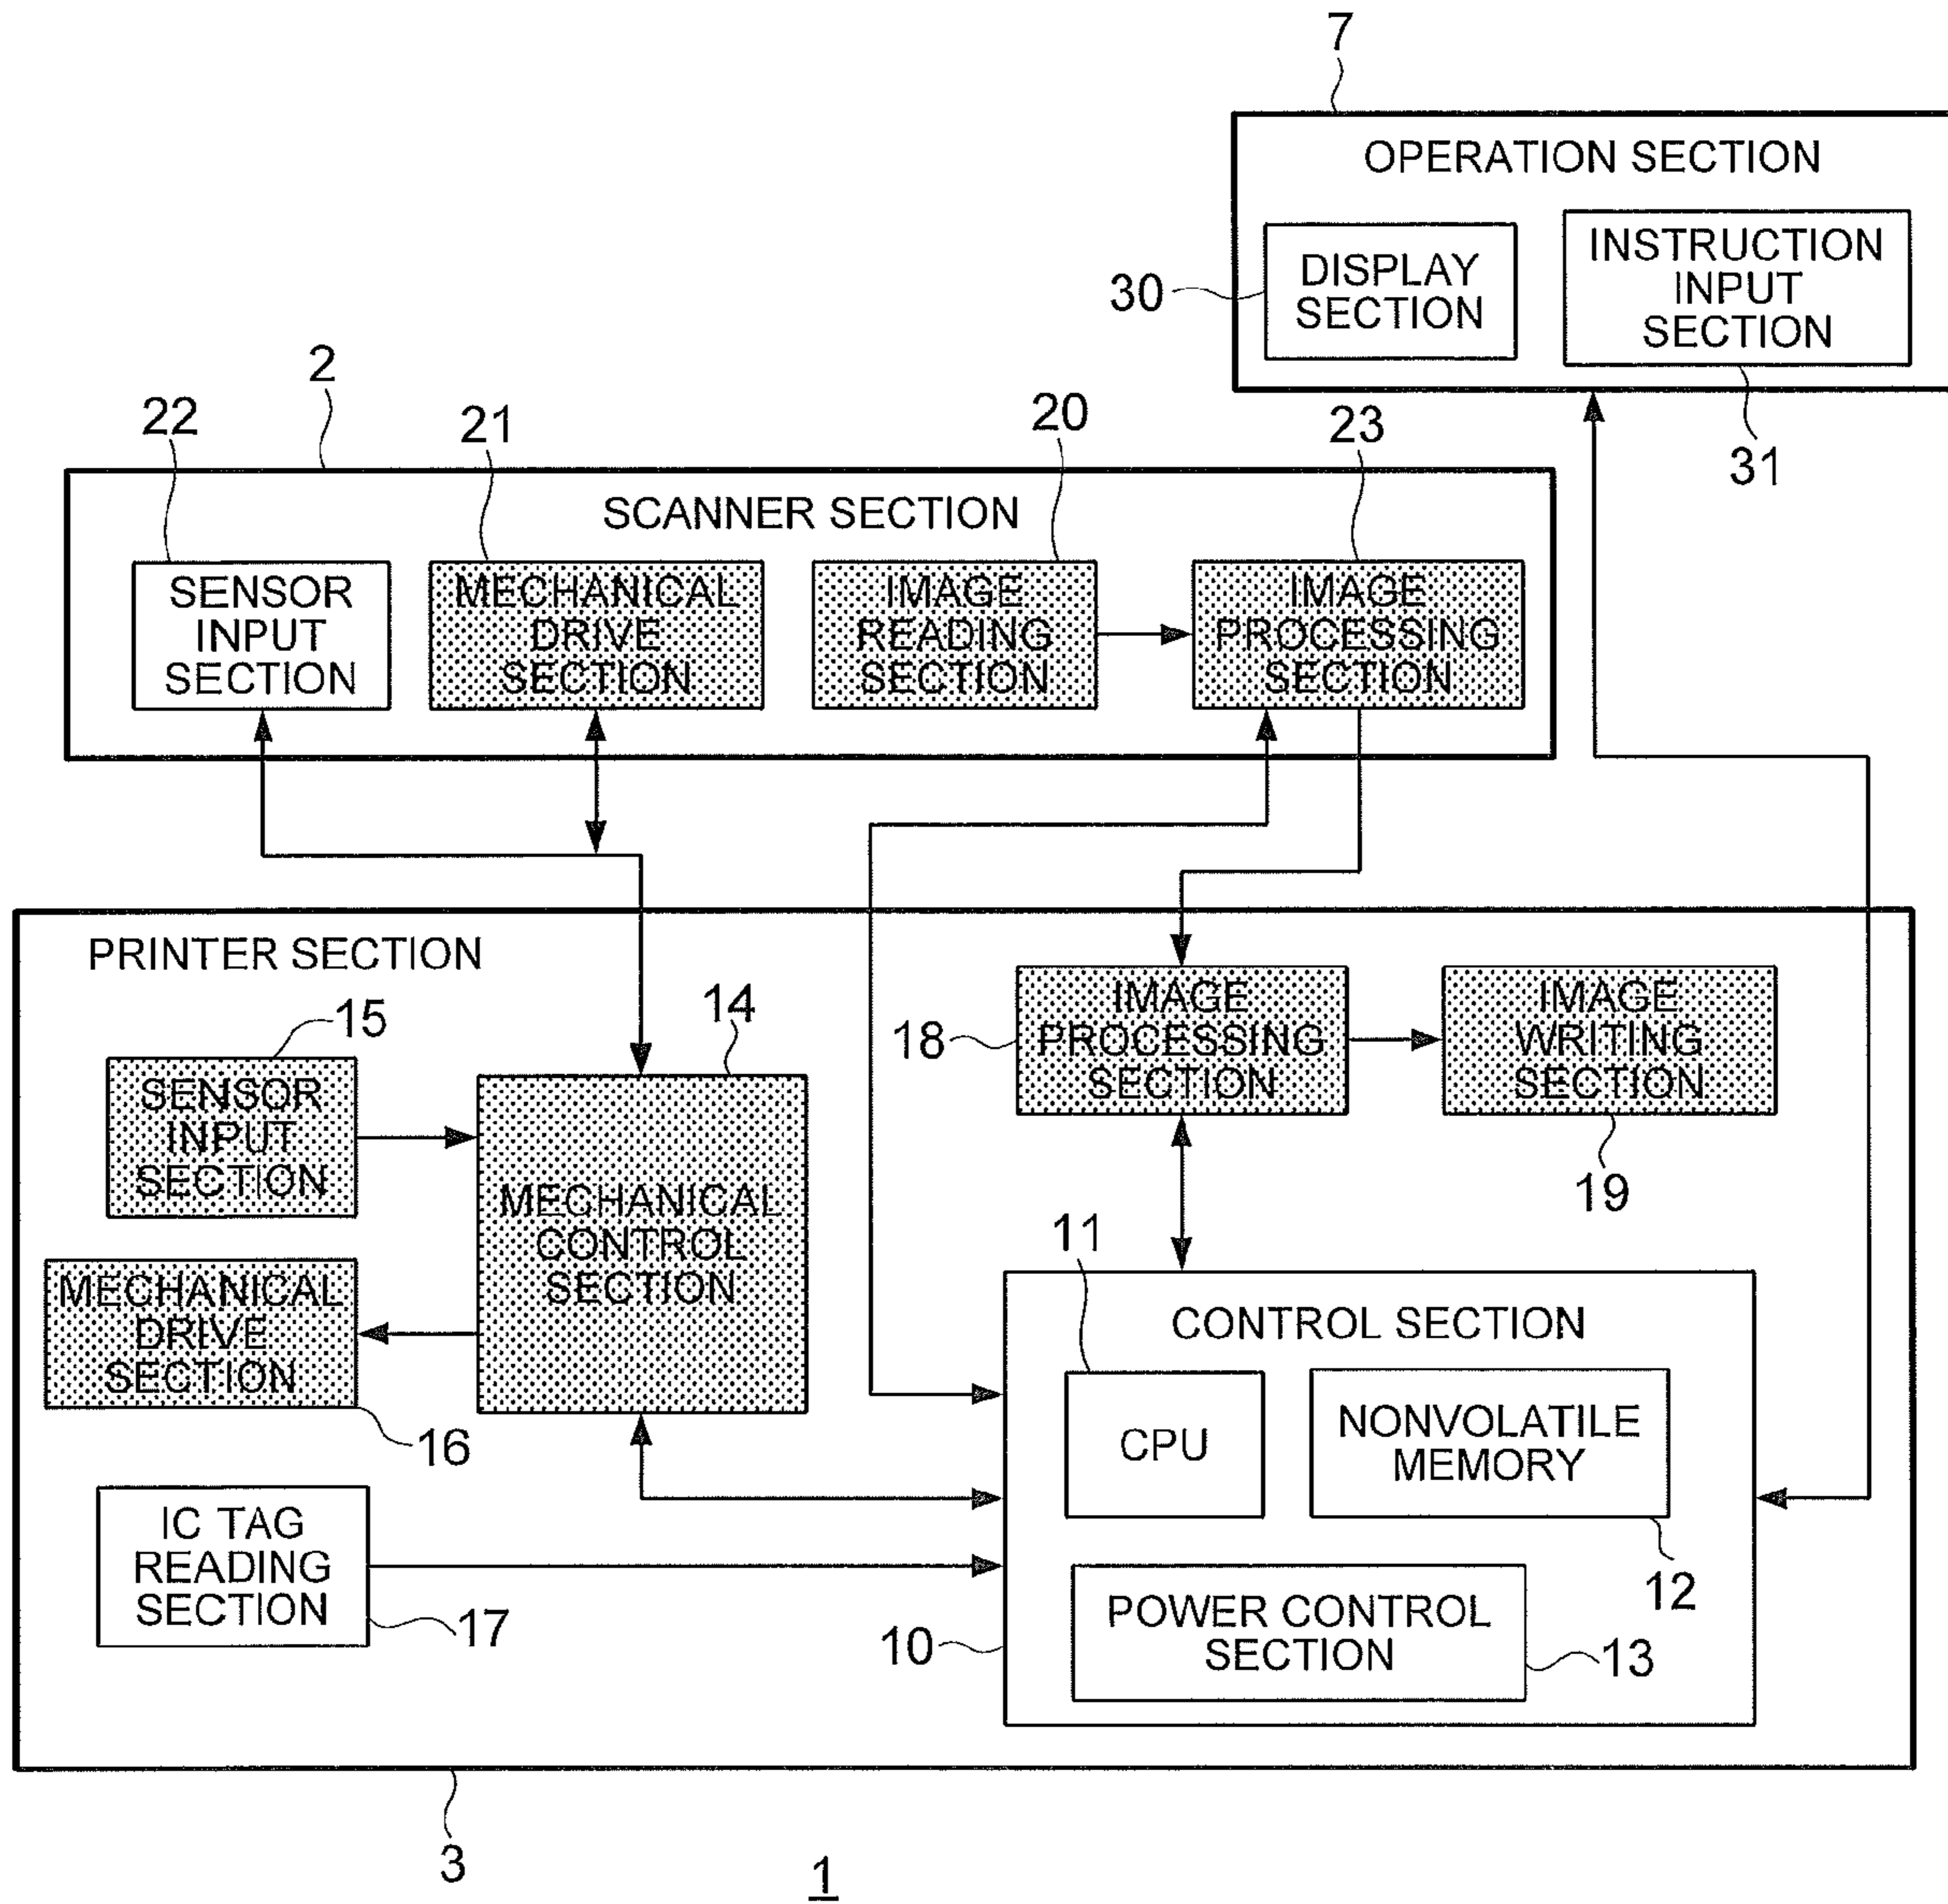 7
OPERATION SECTION
DISPLAY
SECTION
30
INSTRUCTION
INPUT
SECTION
31
2
22
21
20
23
SCANNER SECTION
SENSOR
INPUT
SECTION
MECHANICAL
DRIVE
SECTION
IMAGE
READING
SECTION
IMAGE
PROCESSING
SECTION
PRINTER SECTION
15
SENSOR
INPUT
SECTION
14
MECHANICAL
CONTROL
SECTION
MECHANICAL
DRIVE
SECTION
16
IC TAG
READING
SECTION
17
18
IMAGE
PROCESSING
SECTION
IMAGE
WRITING
SECTION
19
11
CONTROL SECTION
CPU
NONVOLATILE
MEMORY
12
10
POWER CONTROL
SECTION
13
3
1